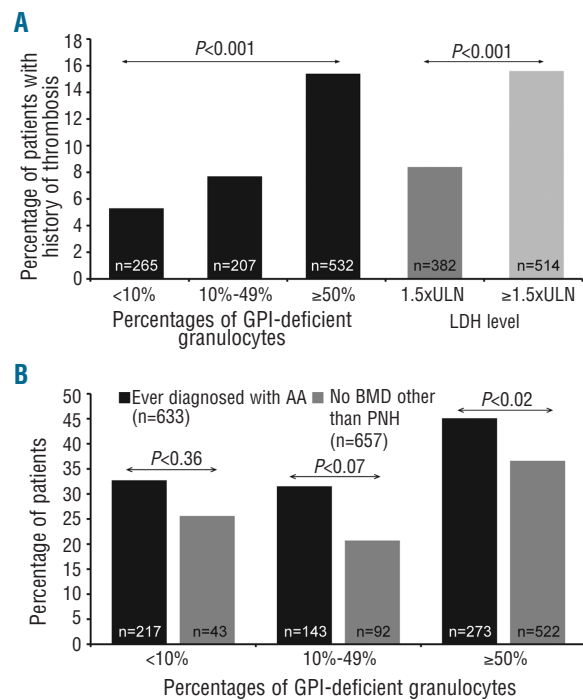 A
Percentage of patients with
history of thrombosis
18
16
14
12
10
8
6
4
2
0
P<0.001
P<0.001
n=265
n=207
n=532
n=382
n=514
<10%
10%-49%
≥50%
1.5xULN
≥1.5xULN
Percentages of GPI-deficient
granulocytes
LDH level
B
Percentage of patients
50
45
40
35
30
25
20
15
10
5
0
Ever diagnosed with AA
(n=633)
No BMD other
than PNH
(n=657)
P<0.36
P<0.07
P<0.02
n=217
n=43
n=143
n=92
n=273
n=522
<10%
10%-49%
≥50%
Percentages of GPI-deficient granulocytes